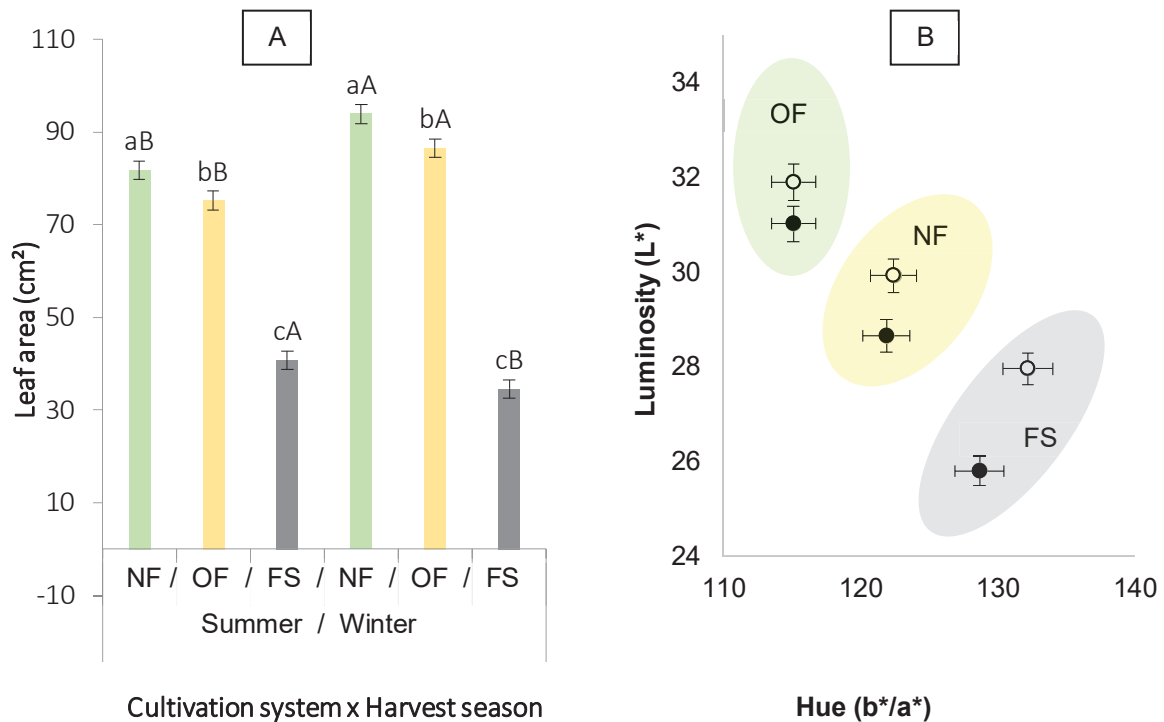 A
110
90
70
50
30
10
-10
Leaf area (cm²)
aB
bB
cA
aA
bA
cB
NF / OF / FS / NF / OF / FS
Summer / Winter
Cultivation system x Harvest season
B
34
32
30
28
26
24
Luminosity (L*)
OF
NF
FS
110 120 130 140
Hue (b*/a*)